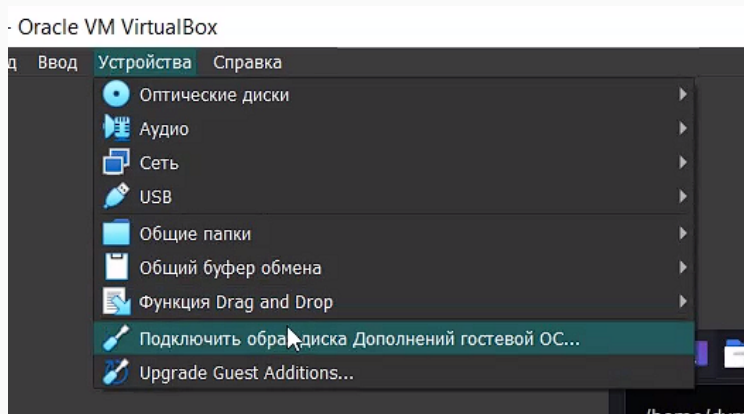 - Oracle VM VirtualBox
д Ввод Устройства Справка
Оптические диски
Аудио
Сеть
USB
Общие папки
Общий буфер обмена
Функция Drag and Drop
Подключить образ диска Дополнений гостевой ОС...
Upgrade Guest Additions...